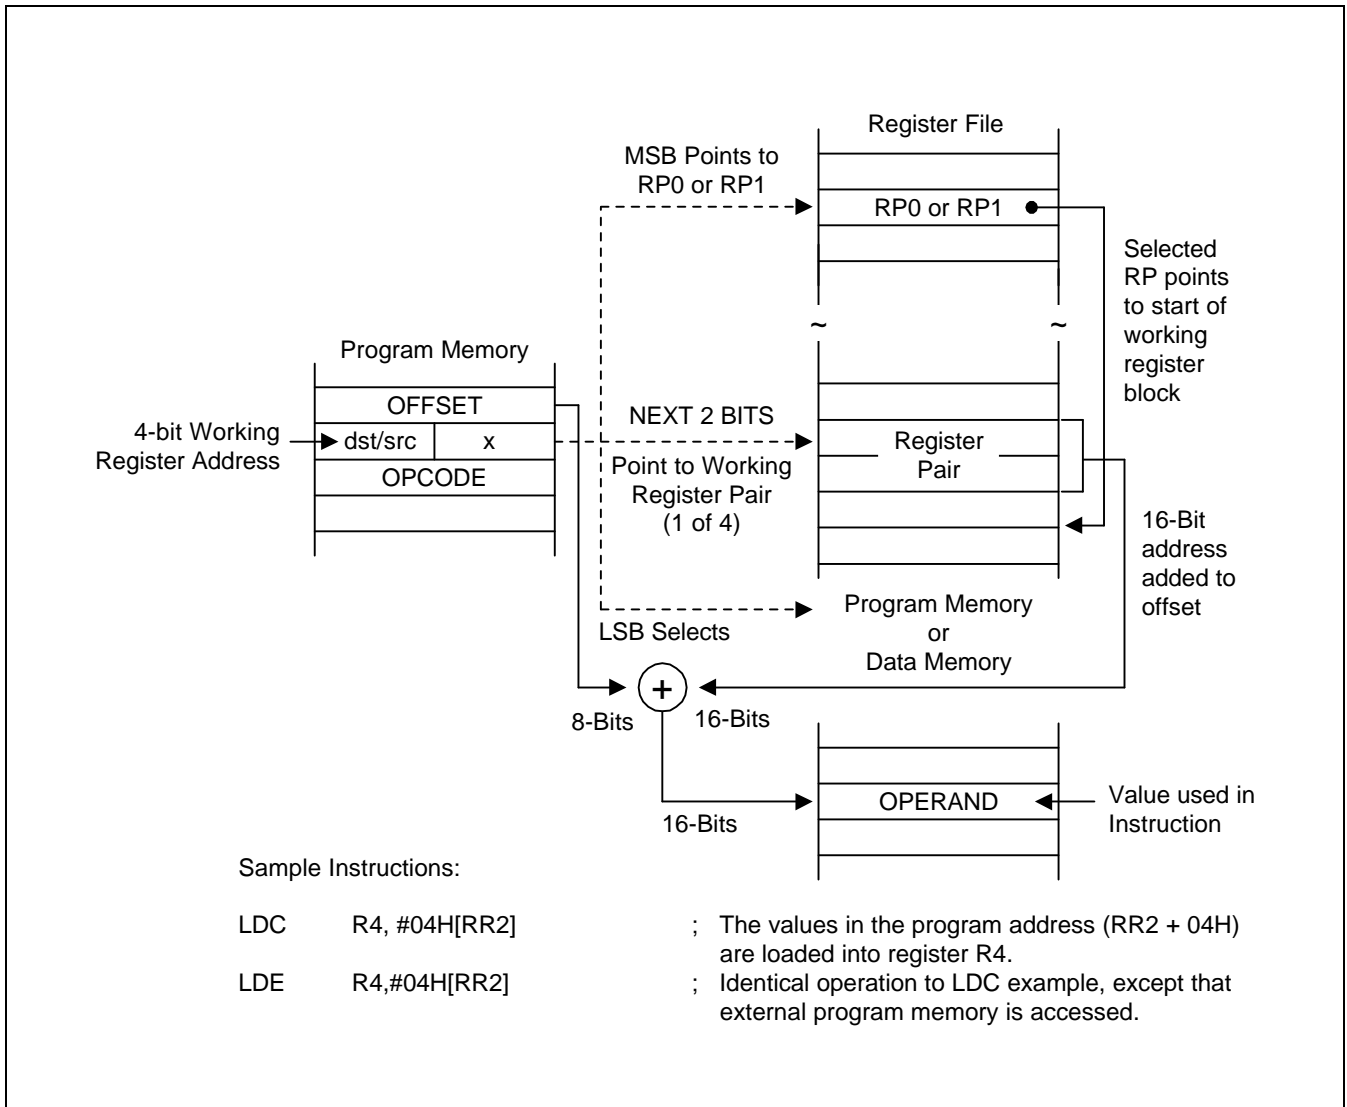 Register File
MSB Points to
RP0 or RP1
RP0 or RP1
Selected
RP points
to start of
working
register
block
~ ~
Program Memory
OFFSET
4-bit Working
Register Address
dst/src x
OPCODE
NEXT 2 BITS
Point to Working
Register Pair
(1 of 4)
Register
Pair
16-Bit
address
added to
offset
LSB Selects
Program Memory
or
Data Memory
+
8-Bits
16-Bits
16-Bits
OPERAND
Value used in
Instruction
Sample Instructions:
LDC R4, #04H[RR2] ; The values in the program address (RR2 + 04H)
are loaded into register R4.
LDE R4,#04H[RR2] ; Identical operation to LDC example, except that
external program memory is accessed.